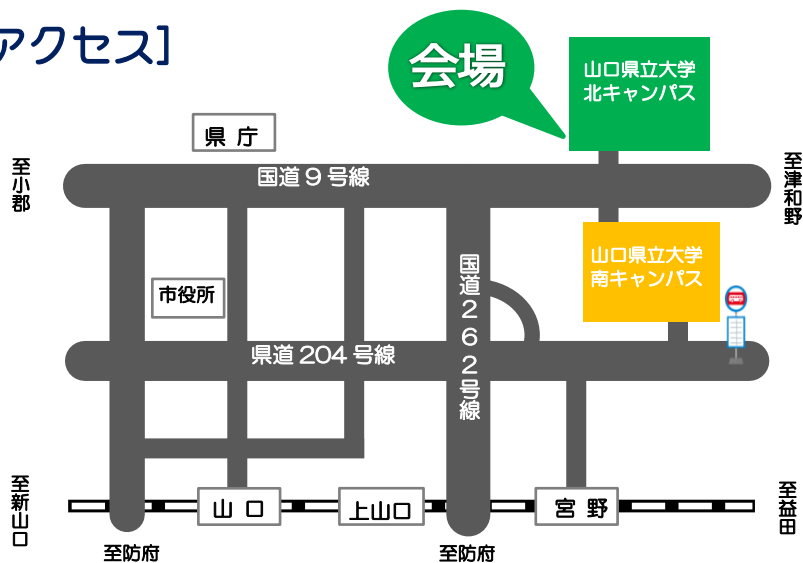 アクセス]
会場
山口県立大学
北キャンパス
県庁
至小郡
国道9号線
至津和野
山口県立大学
南キャンパス
国道262号線
市役所
県道204号線
至新山口
山口
上山口
宮野
至益田
至防府
至防府